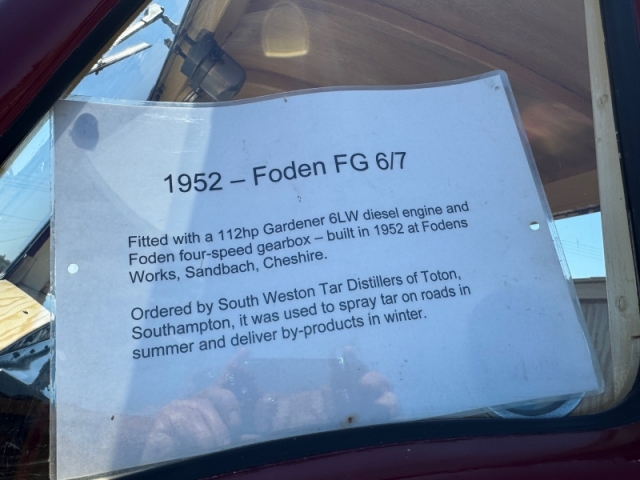 1952 – Foden FG 6/7
Fitted with a 112hp Gardener 6LW diesel engine and
Foden four-speed gearbox – built in 1952 at Fodens
Works, Sandbach, Cheshire.
Ordered by South Weston Tar Distillers of Toton,
Southampton, it was used to spray tar on roads in
summer and deliver by-products in winter.